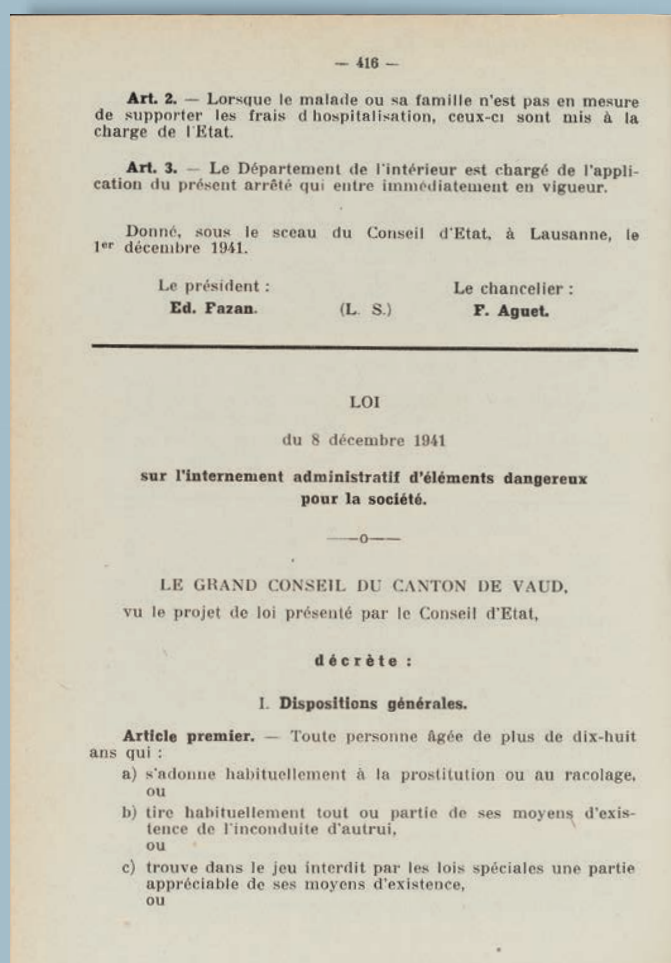 — 416 —
Art. 2. — Lorsque le malade ou sa famille n'est pas en mesure
de supporter les frais d hospitalisation, ceux-ci sont mis à la
charge de l'Etat.
Art. 3. — Le Département de l'intérieur est chargé de l'appli-
cation du présent arrêté qui entre immédiatement en vigueur.
Donné, sous le sceau du Conseil d'Etat, à Lausanne, le
1er décembre 1941.
Le président : Le chancelier :
Ed. Fazan. (L. S.) F. Aguet.
LOI
du 8 décembre 1941
sur l'internement administratif d'éléments dangereux
pour la société.
——o——
LE GRAND CONSEIL DU CANTON DE VAUD,
vu le projet de loi présenté par le Conseil d'Etat,
décrète :
I. Dispositions générales.
Article premier. — Toute personne âgée de plus de dix-huit
ans qui :
a) s'adonne habituellement à la prostitution ou au racolage,
ou
b) tire habituellement tout ou partie de ses moyens d'exis-
tence de l'inconduite d'autrui,
ou
c) trouve dans le jeu interdit par les lois spéciales une partie
appréciable de ses moyens d'existence,
ou